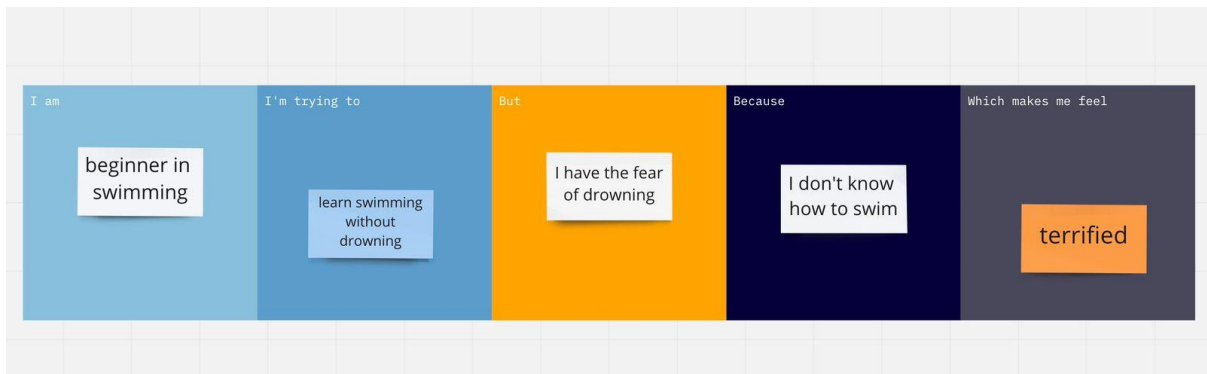 I am
beginner in
swimming
I'm trying to
learn swimming
without
drowning
But
I have the fear
of drowning
Because
I don't know
how to swim
Which makes me feel
terrified